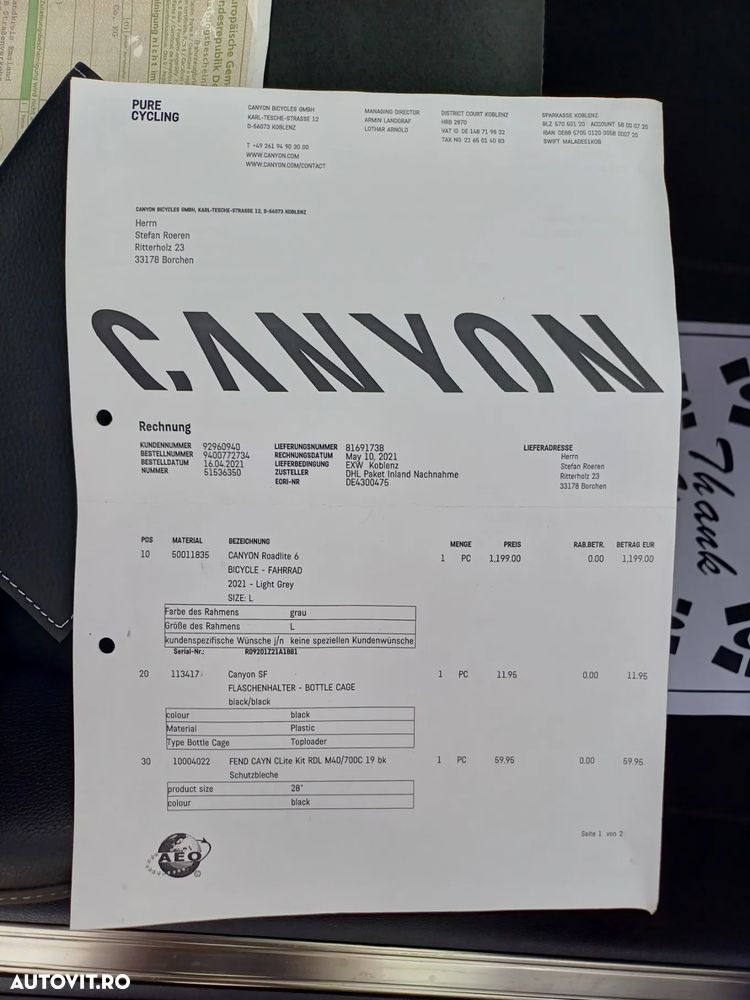 PURE
CYCLING
CANYON BICYCLES GMBH
KARL-TESCHE-STRASSE 12
D-56073 KOBLENZ
T +49 261 94 90 30 00
WWW.CANYON.COM
WWW.CANYON.COM/CONTACT
MANAGING DIRECTOR
ARMIN LANDGRAF
LOTHAR ARNOLD
DISTRICT COURT KOBLENZ
HRB 2870
VAT ID DE 148 71 98 32
TAX NO. 22 65 01 40 83
SPARKASSE KOBLENZ
BLZ 570 501 20 ACCOUNT 58 00 07 20
IBAN DE88 5705 0120 0058 0007 20
SWIFT MALADE51KOB
CANYON BICYCLES GMBH, KARL-TESCHE-STRASSE 12, D-56073 KOBLENZ
Herrn
Stefan Roeren
Ritterholz 23
33178 Borchen
CANYON
Rechnung
KUNDENNUMMER 92960940
BESTELLNUMMER 9400772734
BESTELLDATUM 16.04.2021
NUMMER 51536350
LIEFERUNGSNUMMER 81691738
RECHNUNGSDATUM May 10, 2021
LIEFERBEDINGUNG EXW Koblenz
ZUSTELLER DHL Paket Inland Nachnahme
EORI-NR DE4300475
LIEFERADRESSE
Herrn
Stefan Roeren
Ritterholz 23
33178 Borchen
POS MATERIAL BEZEICHNUNG MENGE PREIS RAB.BETR. BETRAG EUR
10 50011835 CANYON Roadlite 6 1 PC 1,199.00 0.00 1,199.00
BICYCLE - FAHRRAD
2021 - Light Grey
SIZE: L
Farbe des Rahmens grau
Größe des Rahmens L
kundenspezifische Wünsche j/n keine speziellen Kundenwünsche
Serial-Nr.: R09201Z21A1881
20 113417 Canyon SF 1 PC 11.95 0.00 11.95
FLASCHENHALTER - BOTTLE CAGE
black/black
colour black
Material Plastic
Type Bottle Cage Toploader
30 10004022 FEND CAYN CLite Kit RDL M40/700C 19 bk 1 PC 59.95 0.00 59.95
Schutzbleche
product size 28"
colour black
Seite 1 von 2
AEO
Thank
AUTOVIT.RO